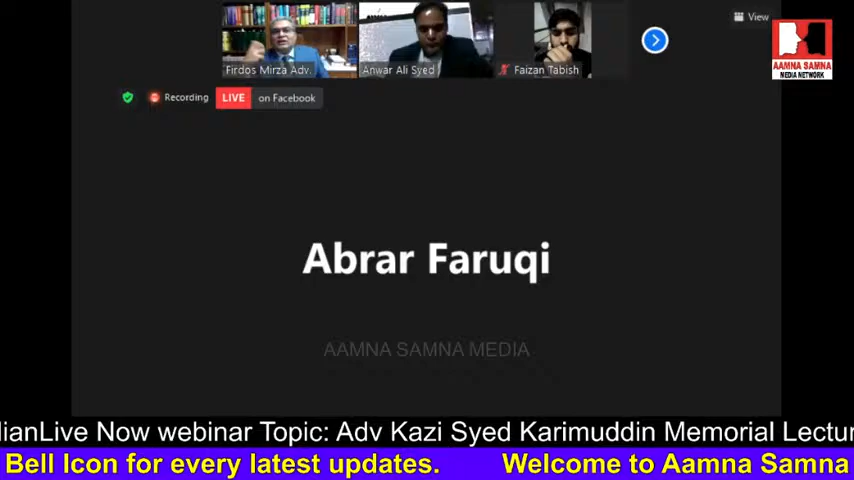 Firdos Mirza Adv.
Anwar Ali Syed
Faizan Tabish
View
AAMNA SAMNA
MEDIA NETWORK
Recording
LIVE
on Facebook
Abrar Faruqi
AAMNA SAMNA MEDIA
dianLive Now webinar Topic: Adv Kazi Syed Karimuddin Memorial Lectur
Bell Icon for every latest updates. Welcome to Aamna Samna